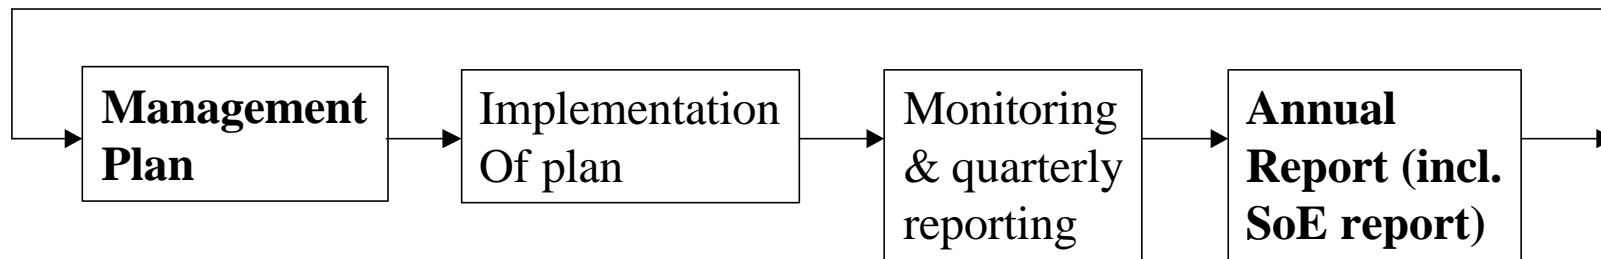 Management
Plan
Implementation
Of plan
Monitoring
& quarterly
reporting
Annual
Report (incl.
SoE report)